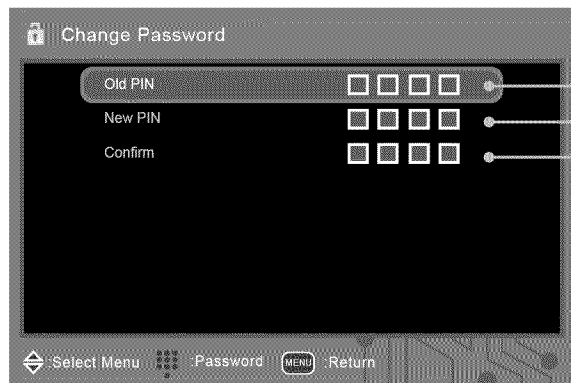 Change Password
Old PIN
New PIN
Confirm
:Select Menu :Password MENU :Return